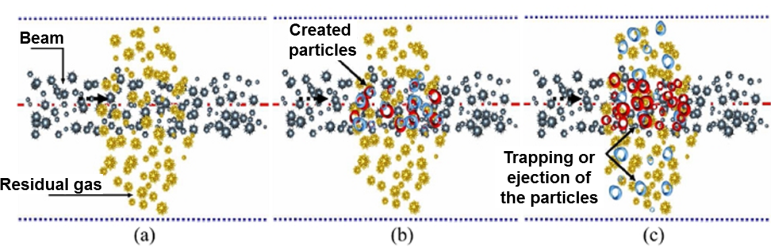 Beam
Residual gas
(a)
Created
particles
(b)
Trapping or
ejection of
the particles
(c)